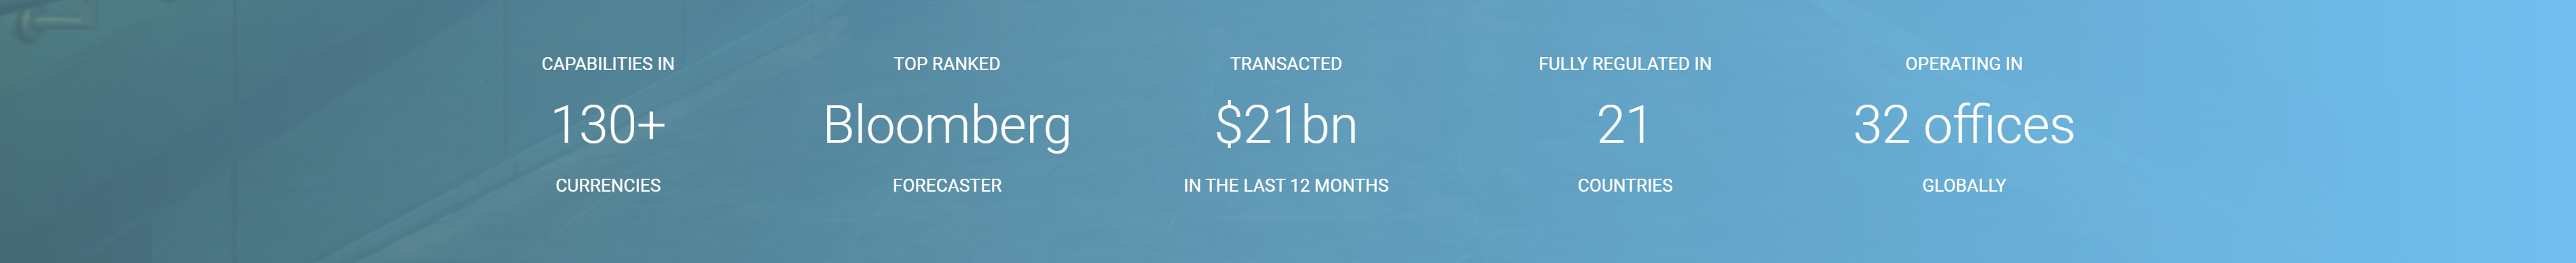 CAPABILITIES IN
130+
CURRENCIES
TOP RANKED
Bloomberg
FORECASTER
TRANSACTED
$21bn
IN THE LAST 12 MONTHS
FULLY REGULATED IN
21
COUNTRIES
OPERATING IN
32 offices
GLOBALLY